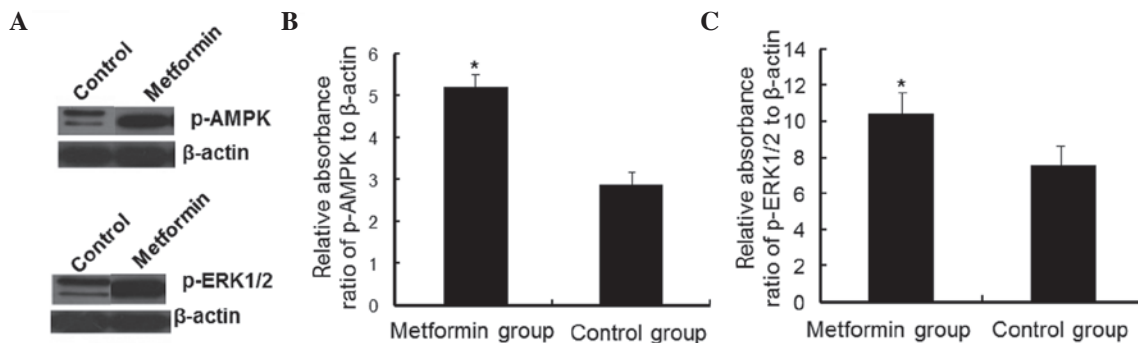 A
Control
Metformin
p-AMPK
β-actin
Control
Metformin
p-ERK1/2
β-actin
B
Relative absorbance
ratio of p-AMPK to β-actin
6
5
4
3
2
1
0
*
Metformin group
Control group
C
Relative absorbance
ratio of p-ERK1/2 to β-actin
14
12
10
8
6
4
2
0
*
Metformin group
Control group